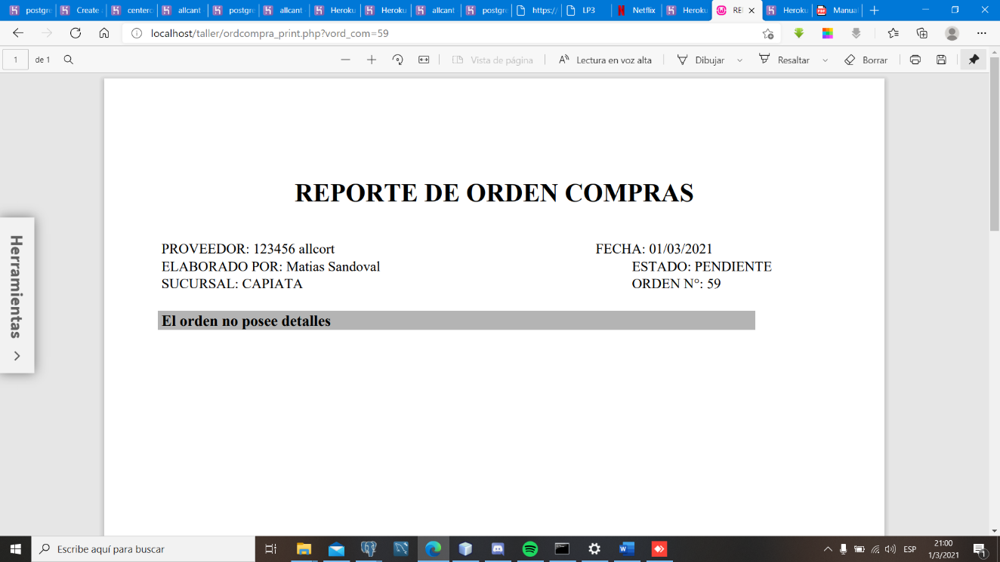 postgre
Create
center
allcant
postgre
allcant
Heroku
Heroku
allcant
postgre
https:/
LP3
Netflix
Heroku
REI
Heroku
Manual
localhost/taller/ordcompra_print.php?vord_com=59
1 de 1
Vista de página
Lectura en voz alta
Dibujar
Resaltar
Borrar
REPORTE DE ORDEN COMPRAS
PROVEEDOR: 123456 allcort FECHA: 01/03/2021
ELABORADO POR: Matias Sandoval ESTADO: PENDIENTE
SUCURSAL: CAPIATA ORDEN N°: 59
El orden no posee detalles
Herramientas
Escribe aquí para buscar
ESP
21:00
1/3/2021
1